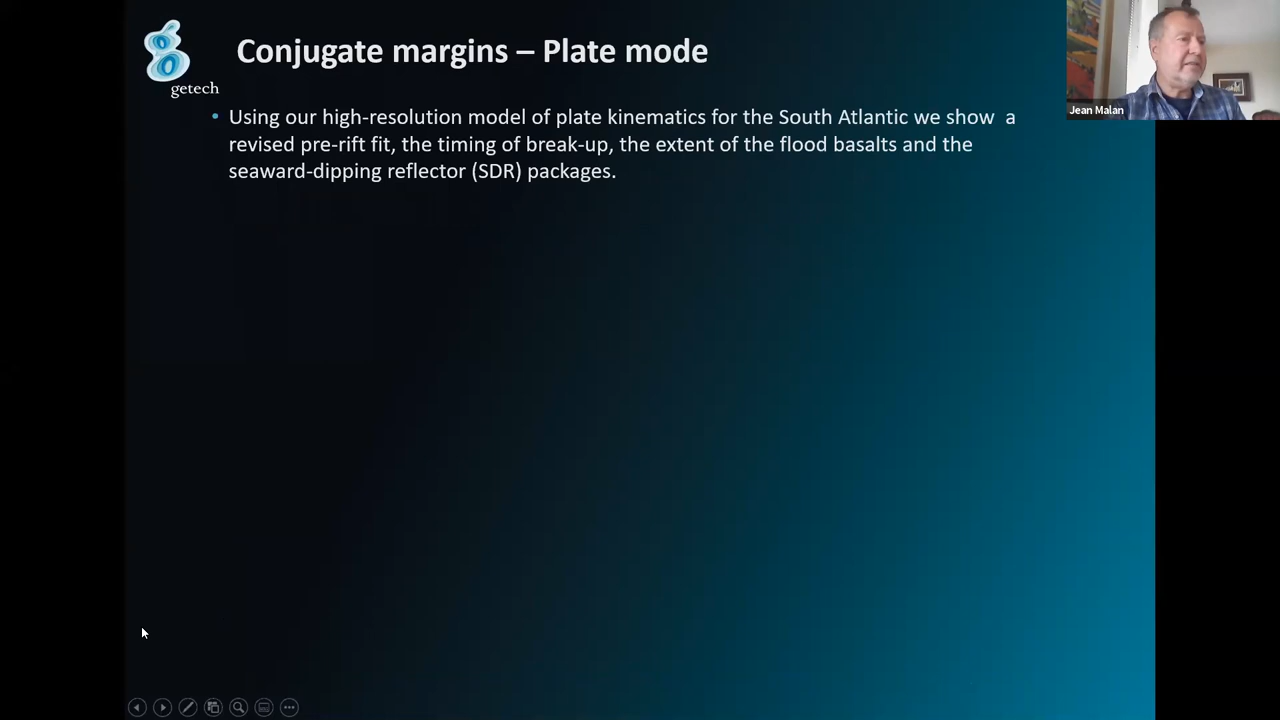 Conjugate margins – Plate mode
getech
Jean Malan
• Using our high-resolution model of plate kinematics for the South Atlantic we show a
revised pre-rift fit, the timing of break-up, the extent of the flood basalts and the
seaward-dipping reflector (SDR) packages.